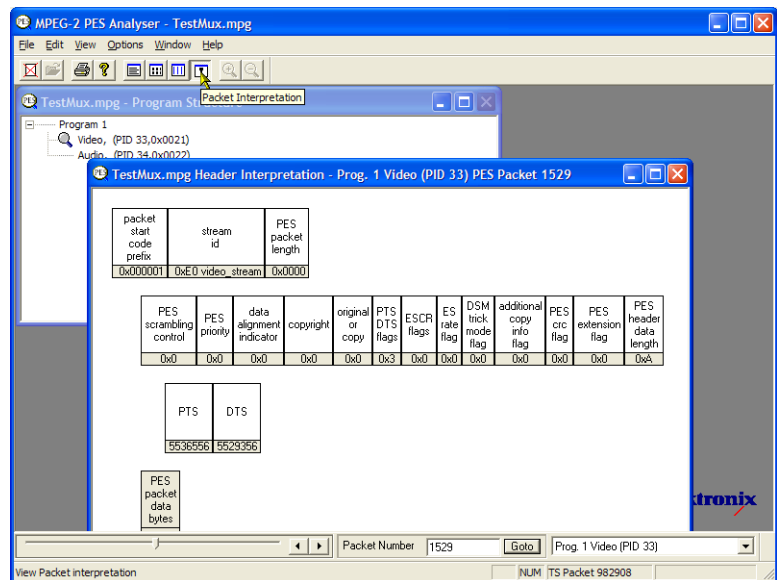 MPEG-2 PES Analyser - TestMux.mpg
File Edit View Options Window Help
Packet Interpretation
TestMux.mpg - Program
Program 1
Video, (PID 33,0x0021)
Audio, (PID 34,0x0022)
TestMux.mpg Header Interpretation - Prog. 1 Video (PID 33) PES Packet 1529
packet start code prefix
stream id
PES packet length
0x000001 0xE0 video_stream 0x0000
PES scrambling control
PES priority
data alignment indicator
copyright
original or copy
PTS DTS flags
ESCR flags
ES rate flag
DSM trick mode flag
additional copy info flag
PES crc flag
PES extension flag
PES header data length
0x0 0x0 0x0 0x0 0x0 0x3 0x0 0x0 0x0 0x0 0x0 0x0 0xA
PTS DTS
5536556 5529356
PES packet data bytes
tronix
Packet Number 1529 Goto Prog. 1 Video (PID 33)
View Packet interpretation NUM TS Packet 982908